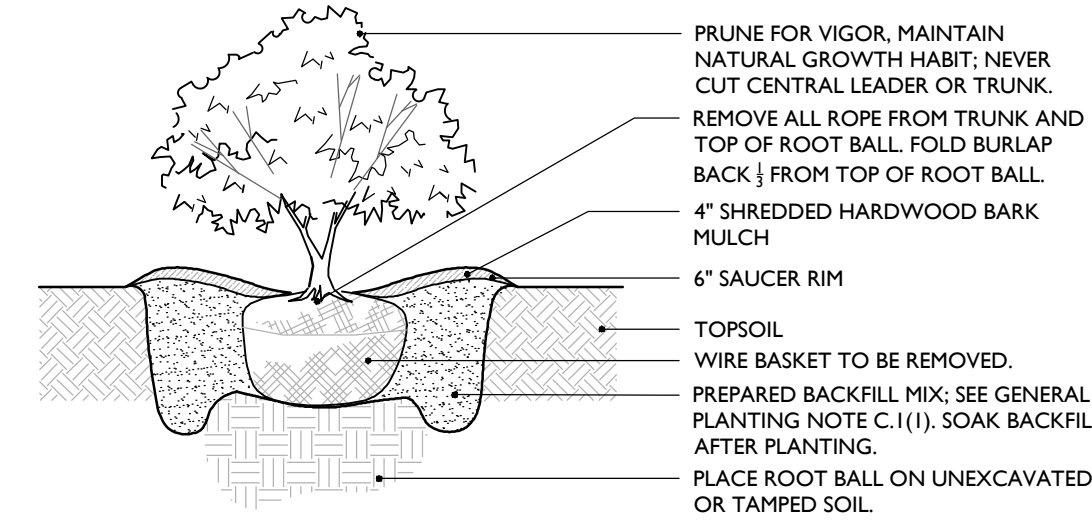 PRUNE FOR VIGOR, MAINTAIN
NATURAL GROWTH HABIT; NEVER
CUT CENTRAL LEADER OR TRUNK.
REMOVE ALL ROPE FROM TRUNK AND
TOP OF ROOT BALL. FOLD BURLAP
BACK 1/3 FROM TOP OF ROOT BALL.
4" SHREDDED HARDWOOD BARK
MULCH
6" SAUCER RIM
TOPSOIL
WIRE BASKET TO BE REMOVED.
PREPARED BACKFILL MIX; SEE GENERAL
PLANTING NOTE C.1(1). SOAK BACKFIL
AFTER PLANTING.
PLACE ROOT BALL ON UNEXCAVATED
OR TAMPED SOIL.